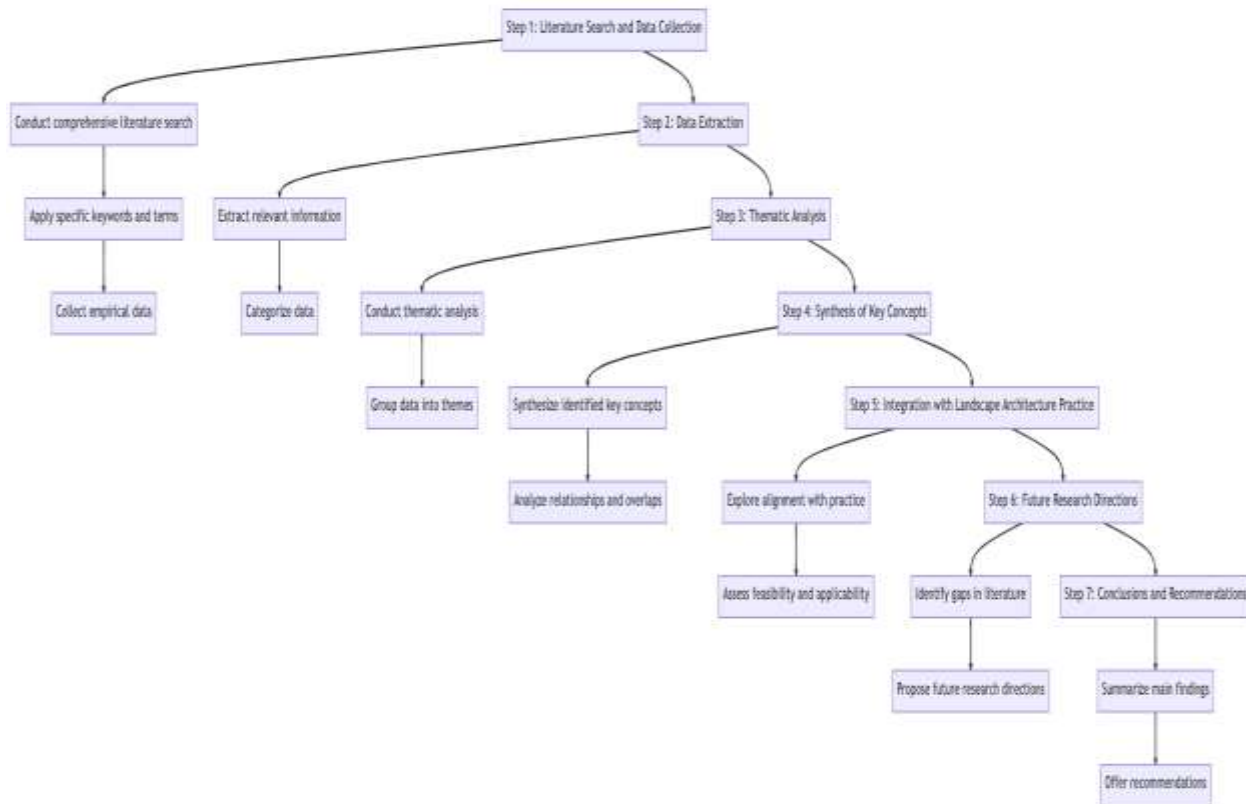 Step 1: Literature Search and Data Collection
Conduct comprehensive literature search
Step 2: Data Extraction
Apply specific keywords and terms
Extract relevant information
Step 3: Thematic Analysis
Collect empirical data
Categorize data
Conduct thematic analysis
Step 4: Synthesis of Key Concepts
Group data into themes
Synthesize identified key concepts
Step 5: Integration with Landscape Architecture Practice
Analyze relationships and overlaps
Explore alignment with practice
Step 6: Future Research Directions
Assess feasibility and applicability
Identify gaps in literature
Step 7: Conclusions and Recommendations
Propose future research directions
Summarize main findings
Offer recommendations